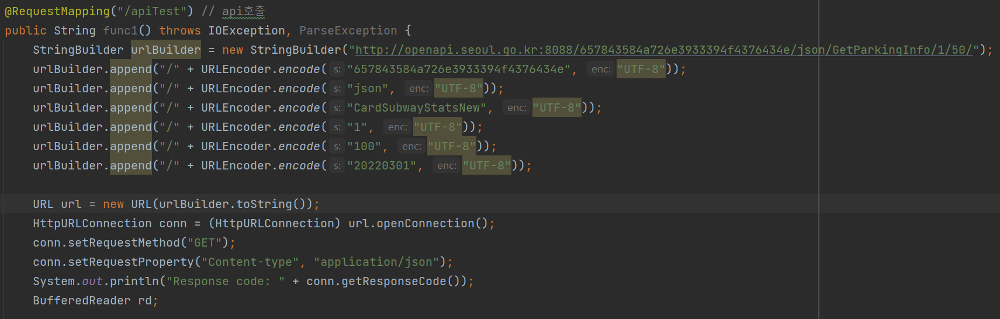 @RequestMapping("/apiTest") // api호출
public String func1() throws IOException, ParseException {
StringBuilder urlBuilder = new StringBuilder("http://openapi.seoul.go.kr:8088/657843584a726e3933394f4376434e/json/GetParkingInfo/1/50/");
urlBuilder.append("/" + URLEncoder.encode( s: "657843584a726e3933394f4376434e", enc: "UTF-8"));
urlBuilder.append("/" + URLEncoder.encode( s: "json", enc: "UTF-8"));
urlBuilder.append("/" + URLEncoder.encode( s: "CardSubwayStatsNew", enc: "UTF-8"));
urlBuilder.append("/" + URLEncoder.encode( s: "1", enc: "UTF-8"));
urlBuilder.append("/" + URLEncoder.encode( s: "100", enc: "UTF-8"));
urlBuilder.append("/" + URLEncoder.encode( s: "20220301", enc: "UTF-8"));
URL url = new URL(urlBuilder.toString());
HttpURLConnection conn = (HttpURLConnection) url.openConnection();
conn.setRequestMethod("GET");
conn.setRequestProperty("Content-type", "application/json");
System.out.println("Response code: " + conn.getResponseCode());
BufferedReader rd;